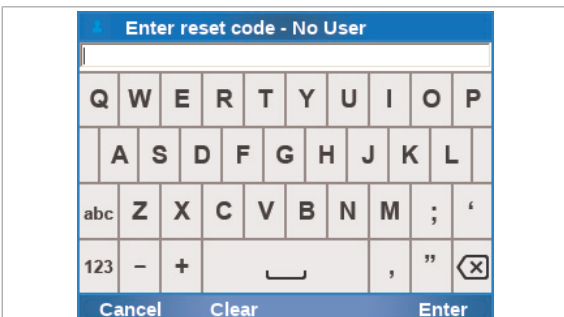 Enter reset code - No User
Q W E R T Y U I O P
A S D F G H J K L
abc Z X C V B N M ; ‘
123 - + , ”
Cancel Clear Enter